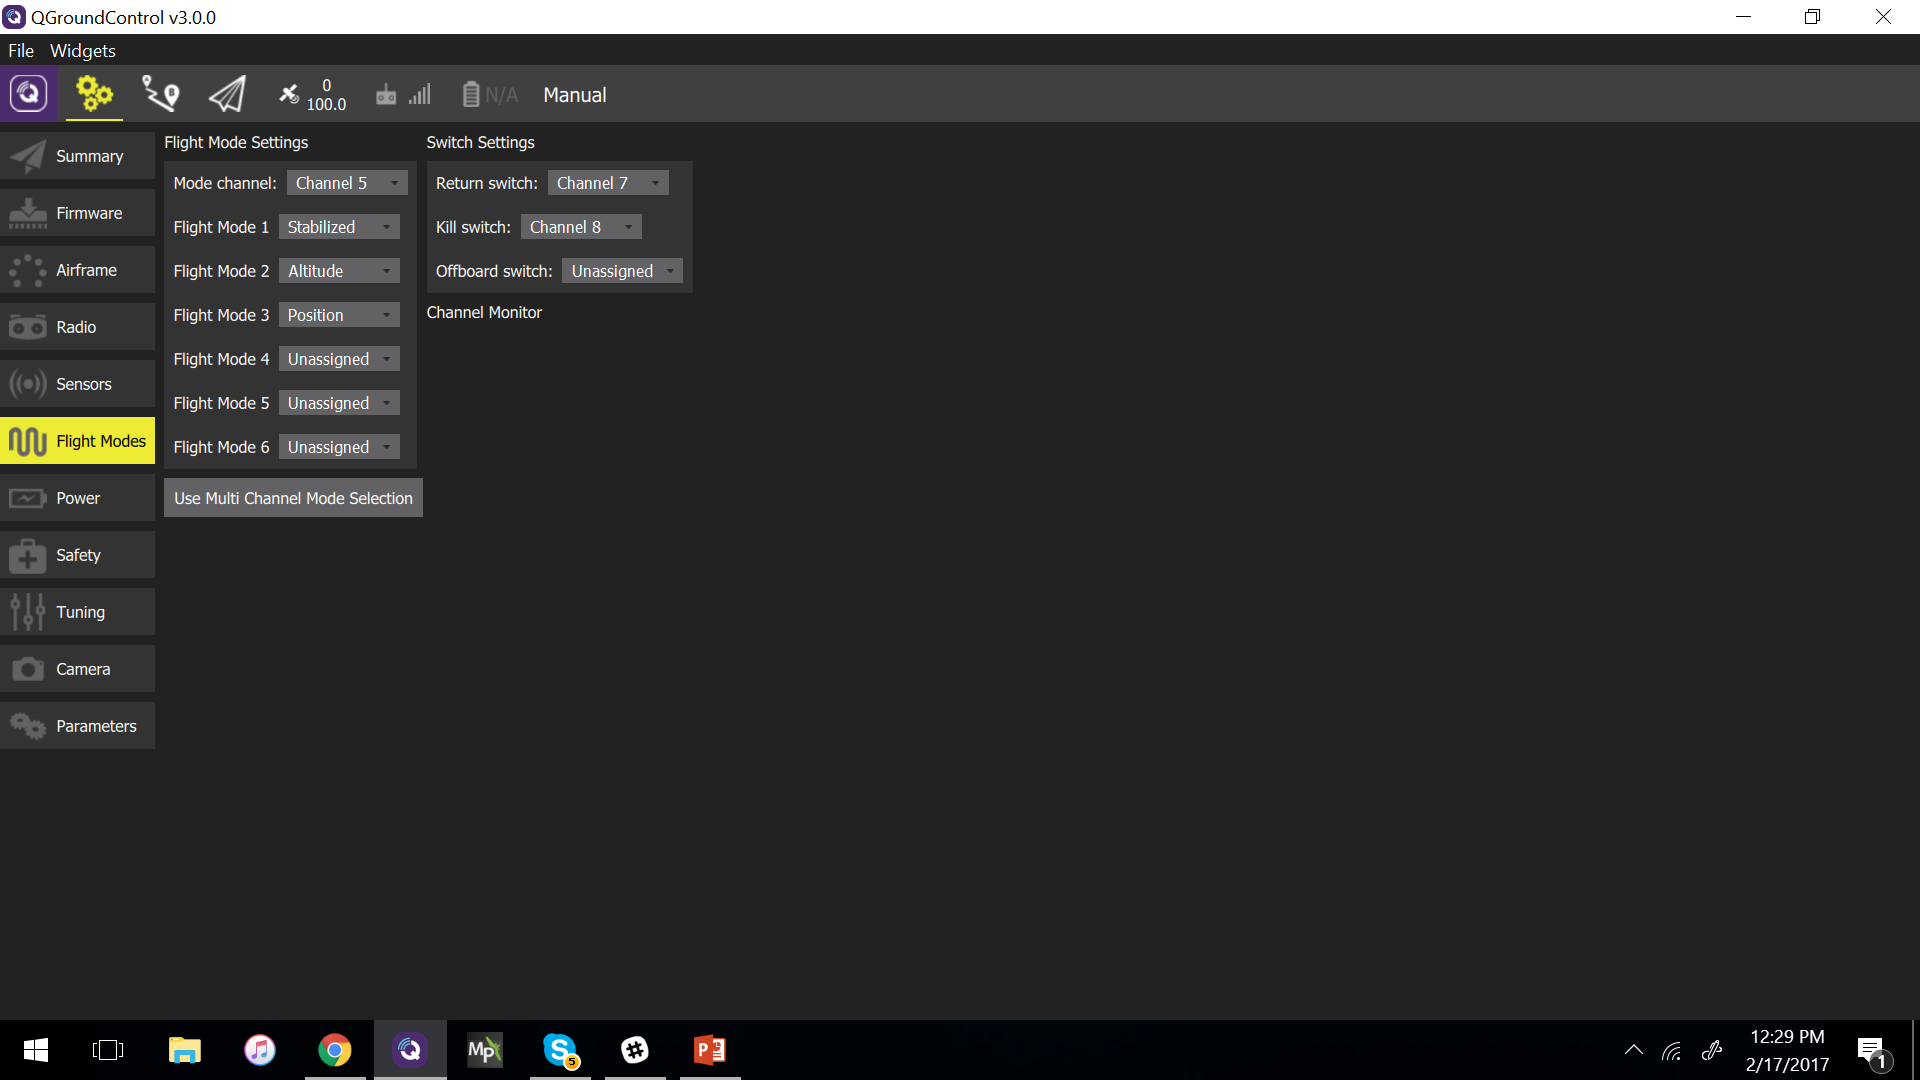 QGroundControl v3.0.0
File Widgets
0
100.0
N/A
Manual
Summary
Firmware
Airframe
Radio
Sensors
Flight Modes
Power
Safety
Tuning
Camera
Parameters
Flight Mode Settings
Mode channel: Channel 5
Flight Mode 1 Stabilized
Flight Mode 2 Altitude
Flight Mode 3 Position
Flight Mode 4 Unassigned
Flight Mode 5 Unassigned
Flight Mode 6 Unassigned
Use Multi Channel Mode Selection
Switch Settings
Return switch: Channel 7
Kill switch: Channel 8
Offboard switch: Unassigned
Channel Monitor
Mp
S 5
P
12:29 PM
2/17/2017
1